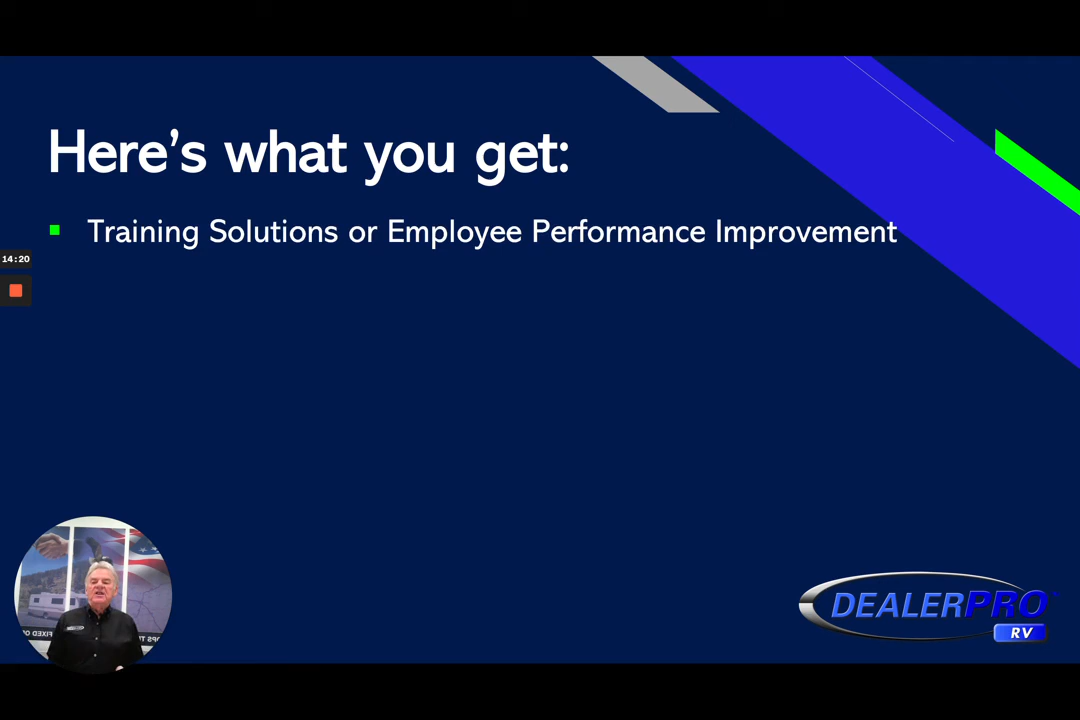 Here's what you get:
Training Solutions or Employee Performance Improvement
14:20
DEALERPRO
RV